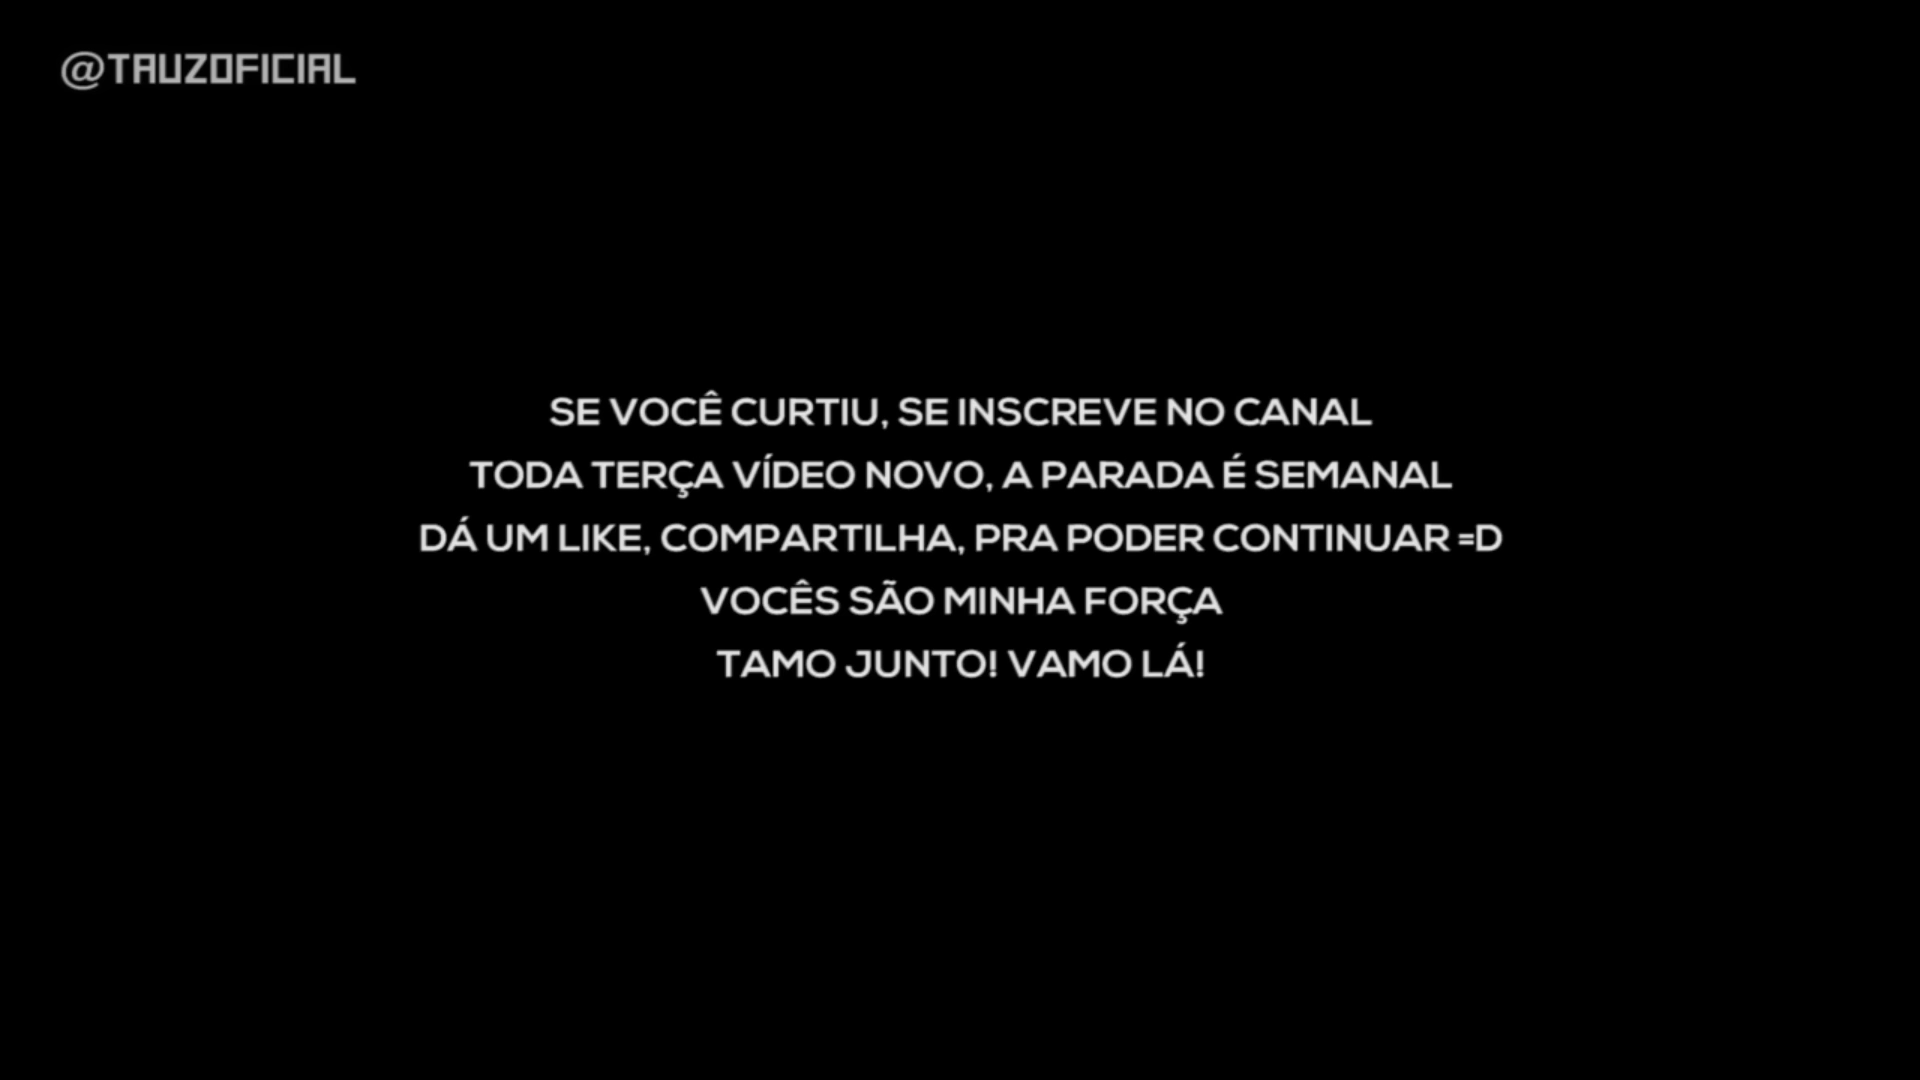 @TAUZOFICIAL
SE VOCÊ CURTIU, SE INSCREVE NO CANAL
TODA TERÇA VÍDEO NOVO, A PARADA É SEMANAL
DÁ UM LIKE, COMPARTILHA, PRA PODER CONTINUAR =D
VOCÊS SÃO MINHA FORÇA
TAMO JUNTO! VAMO LÁ!